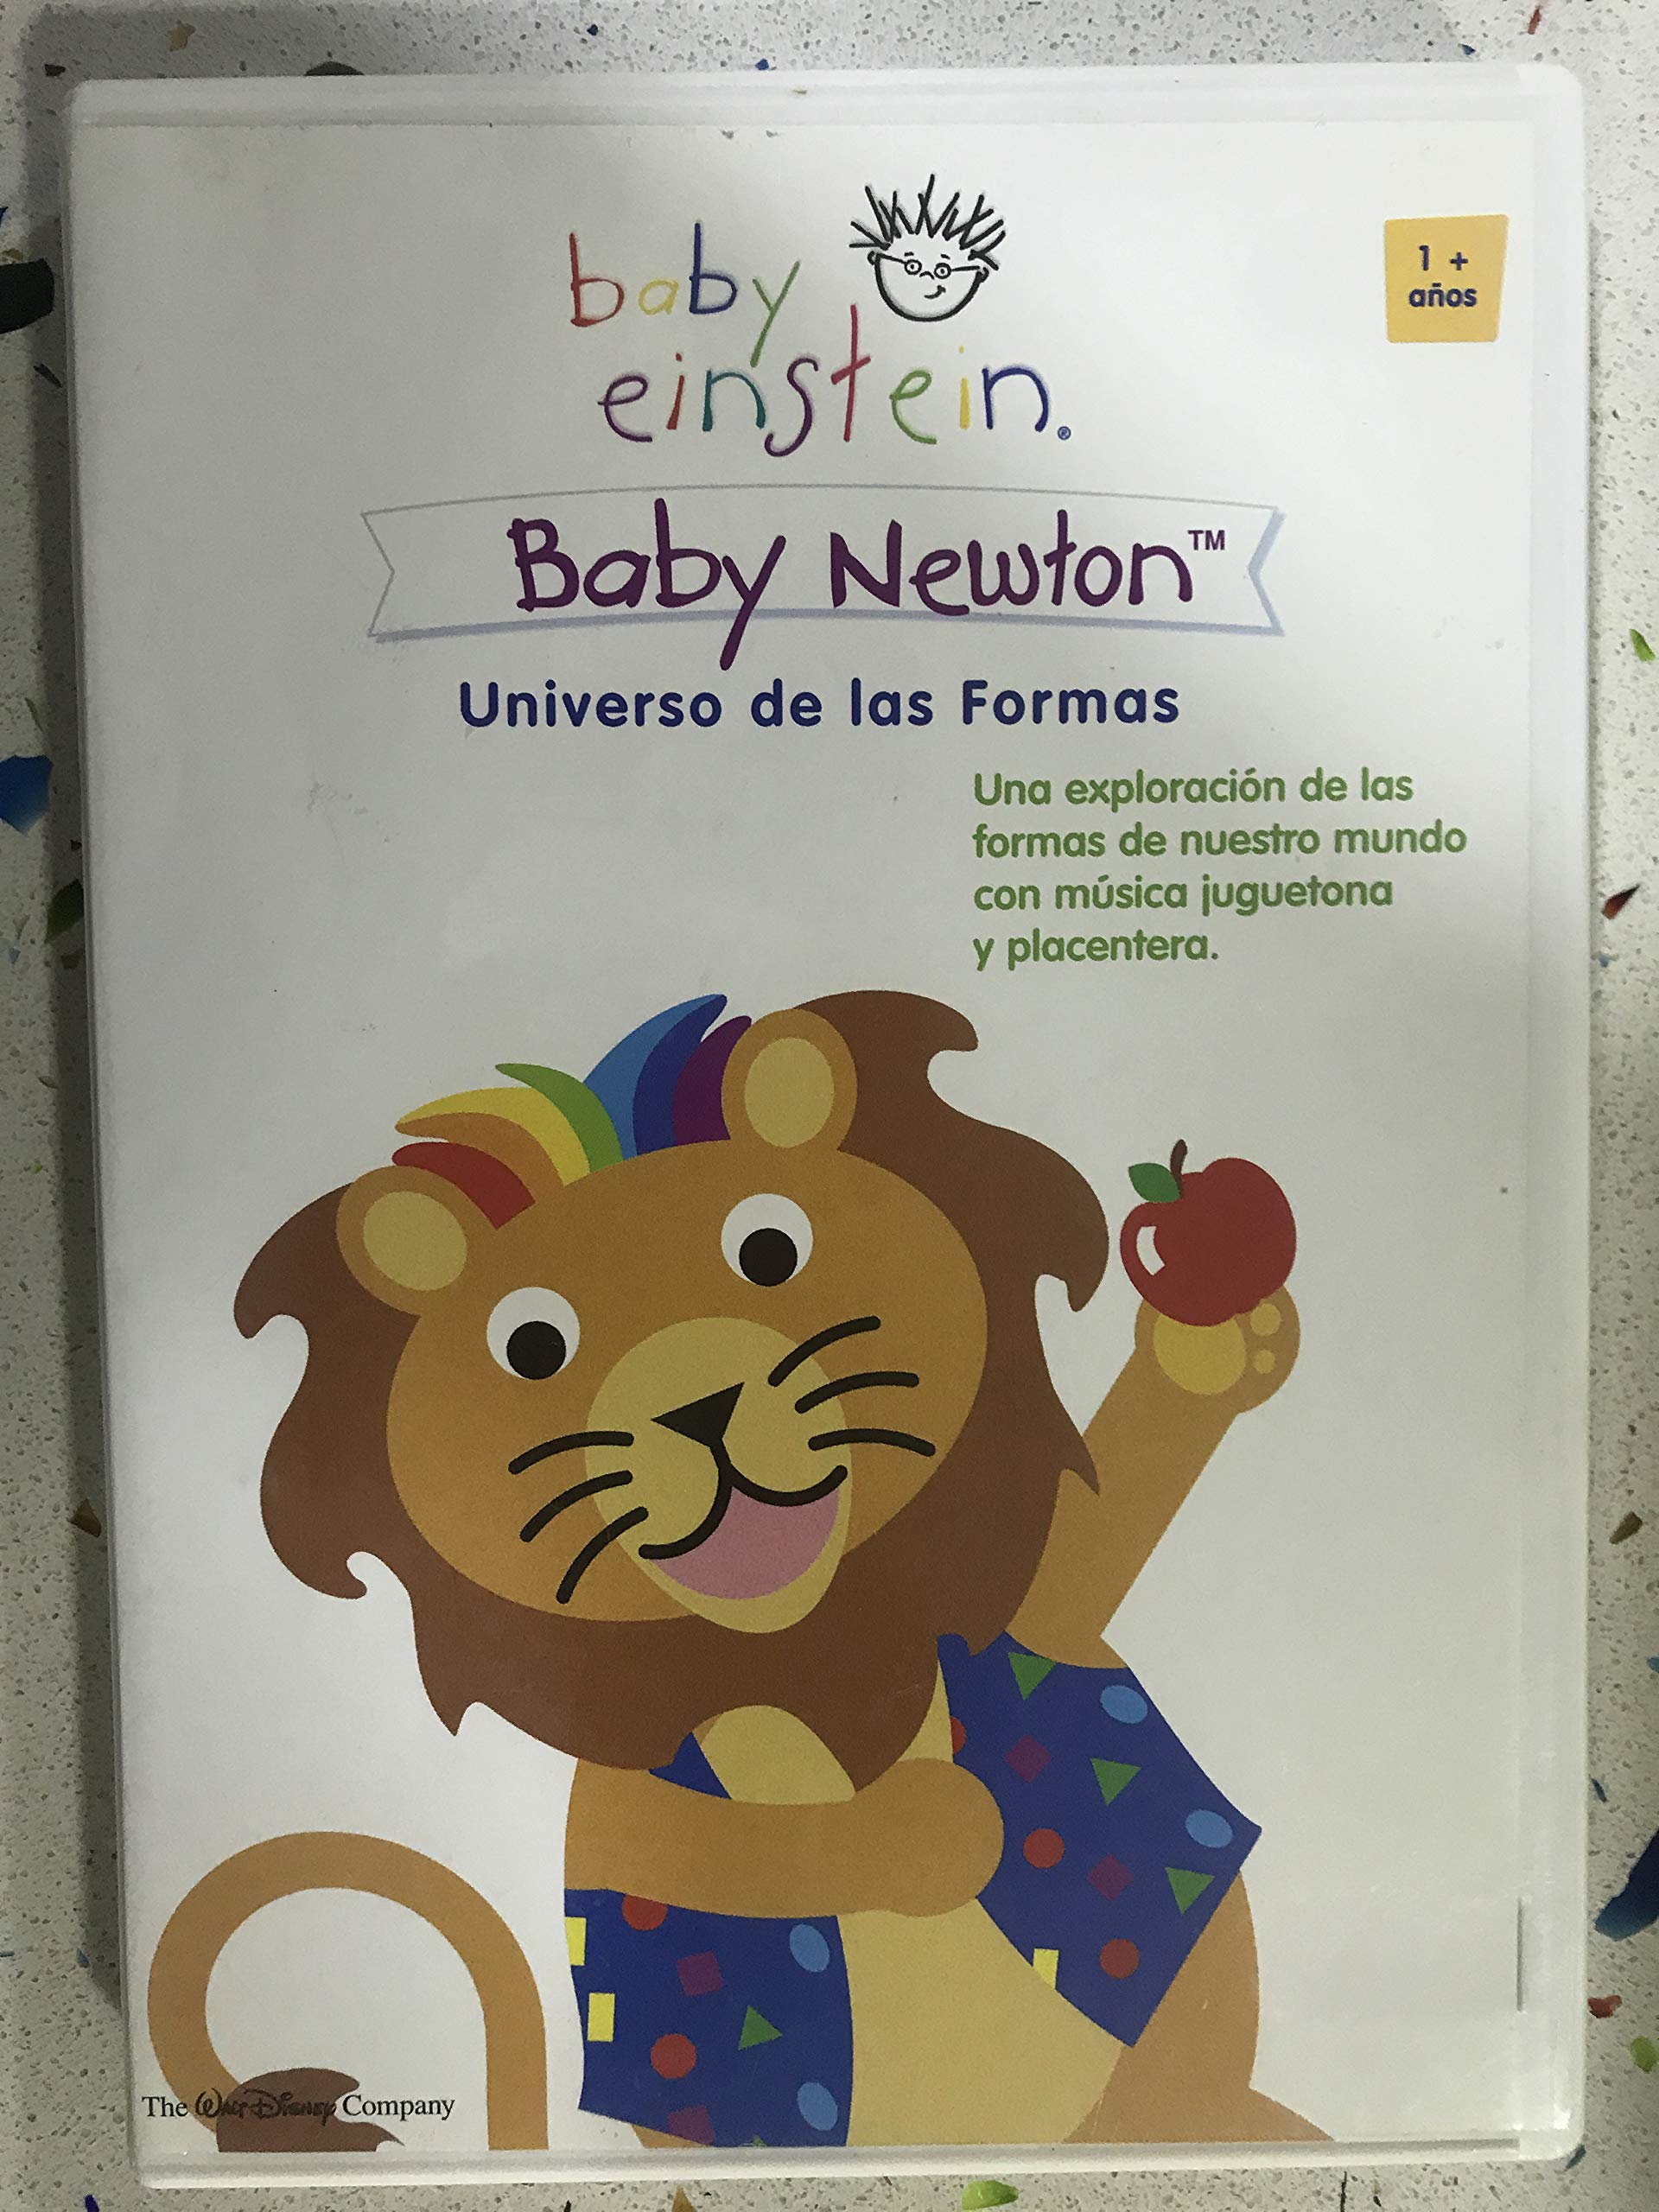 baby
einstein.®
1 +
años
Baby Newton™
Universo de las Formas
Una exploración de las
formas de nuestro mundo
con música juguetona
y placentera.
The Walt Disney Company